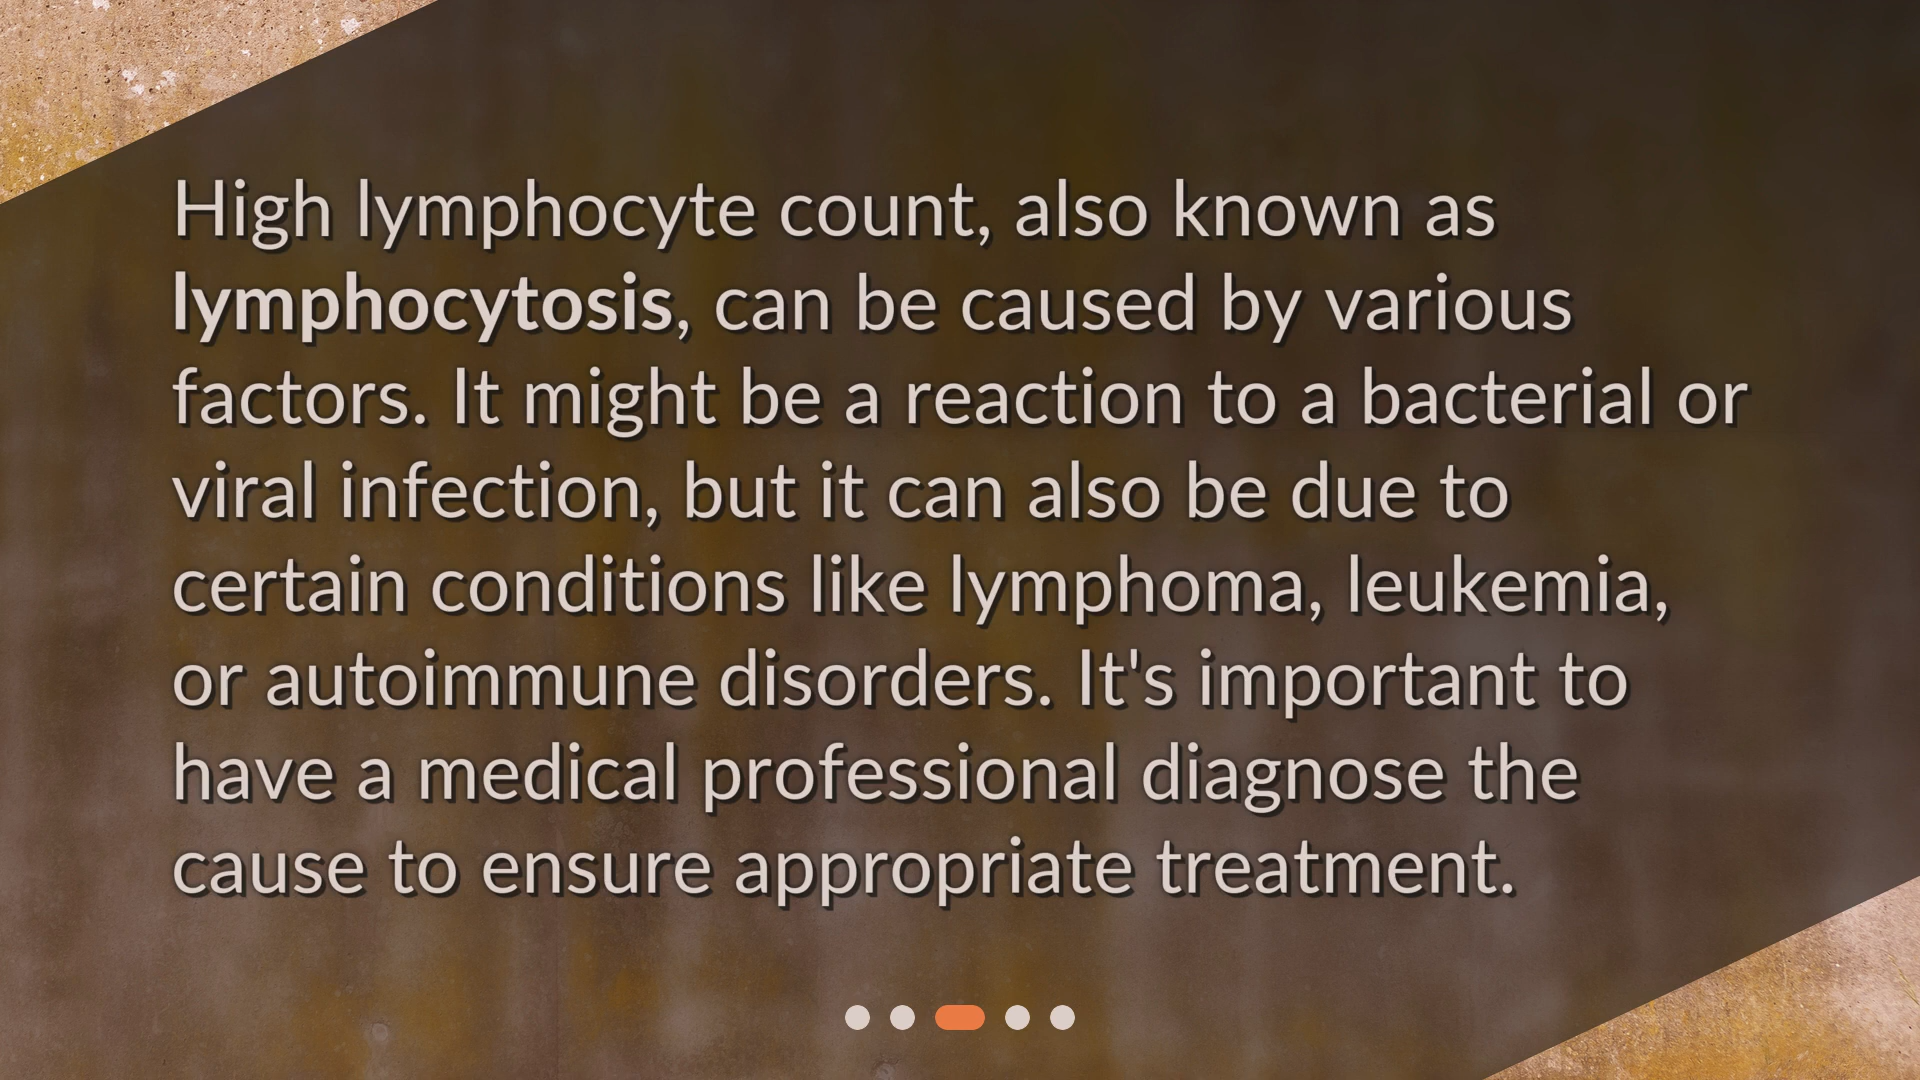 High lymphocyte count, also known as
lymphocytosis, can be caused by various
factors. It might be a reaction to a bacterial or
viral infection, but it can also be due to
certain conditions like lymphoma, leukemia,
or autoimmune disorders. It's important to
have a medical professional diagnose the
cause to ensure appropriate treatment.